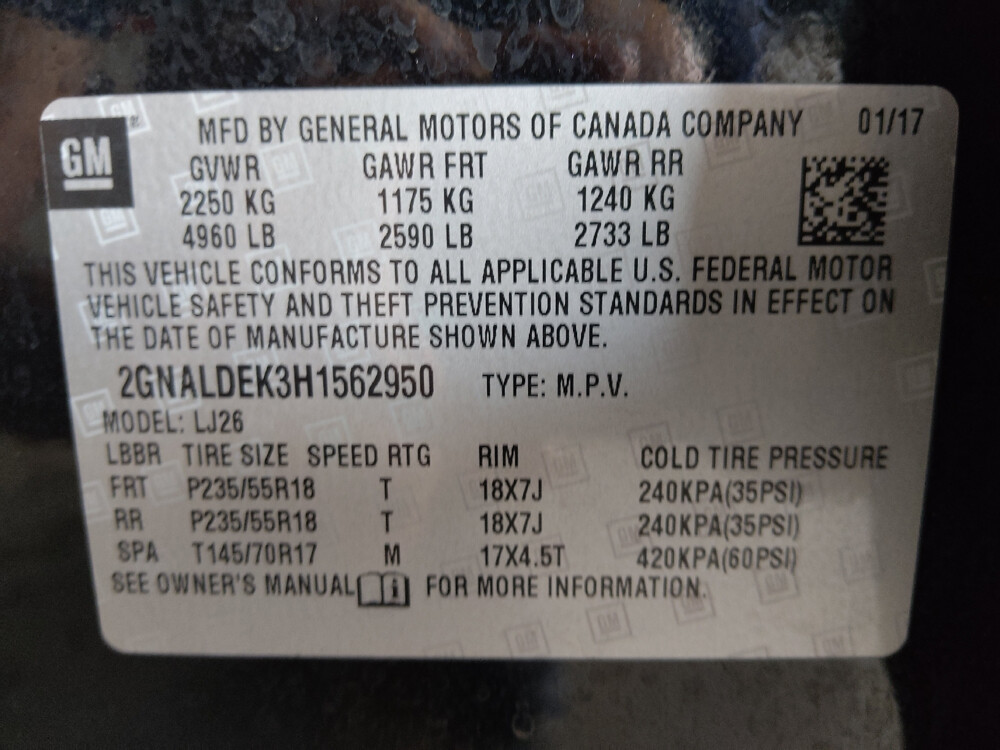 GM
MFD BY GENERAL MOTORS OF CANADA COMPANY 01/17
GVWR GAWR FRT GAWR RR
2250 KG 1175 KG 1240 KG
4960 LB 2590 LB 2733 LB
THIS VEHICLE CONFORMS TO ALL APPLICABLE U.S. FEDERAL MOTOR
VEHICLE SAFETY AND THEFT PREVENTION STANDARDS IN EFFECT ON
THE DATE OF MANUFACTURE SHOWN ABOVE.
2GNALDEK3H1562950 TYPE: M.P.V.
MODEL: LJ26
LBBR TIRE SIZE SPEED RTG RIM COLD TIRE PRESSURE
FRT P235/55R18 T 18X7J 240KPA(35PSI)
RR P235/55R18 T 18X7J 240KPA(35PSI)
SPA T145/70R17 M 17X4.5T 420KPA(60PSI)
SEE OWNER'S MANUAL FOR MORE INFORMATION.